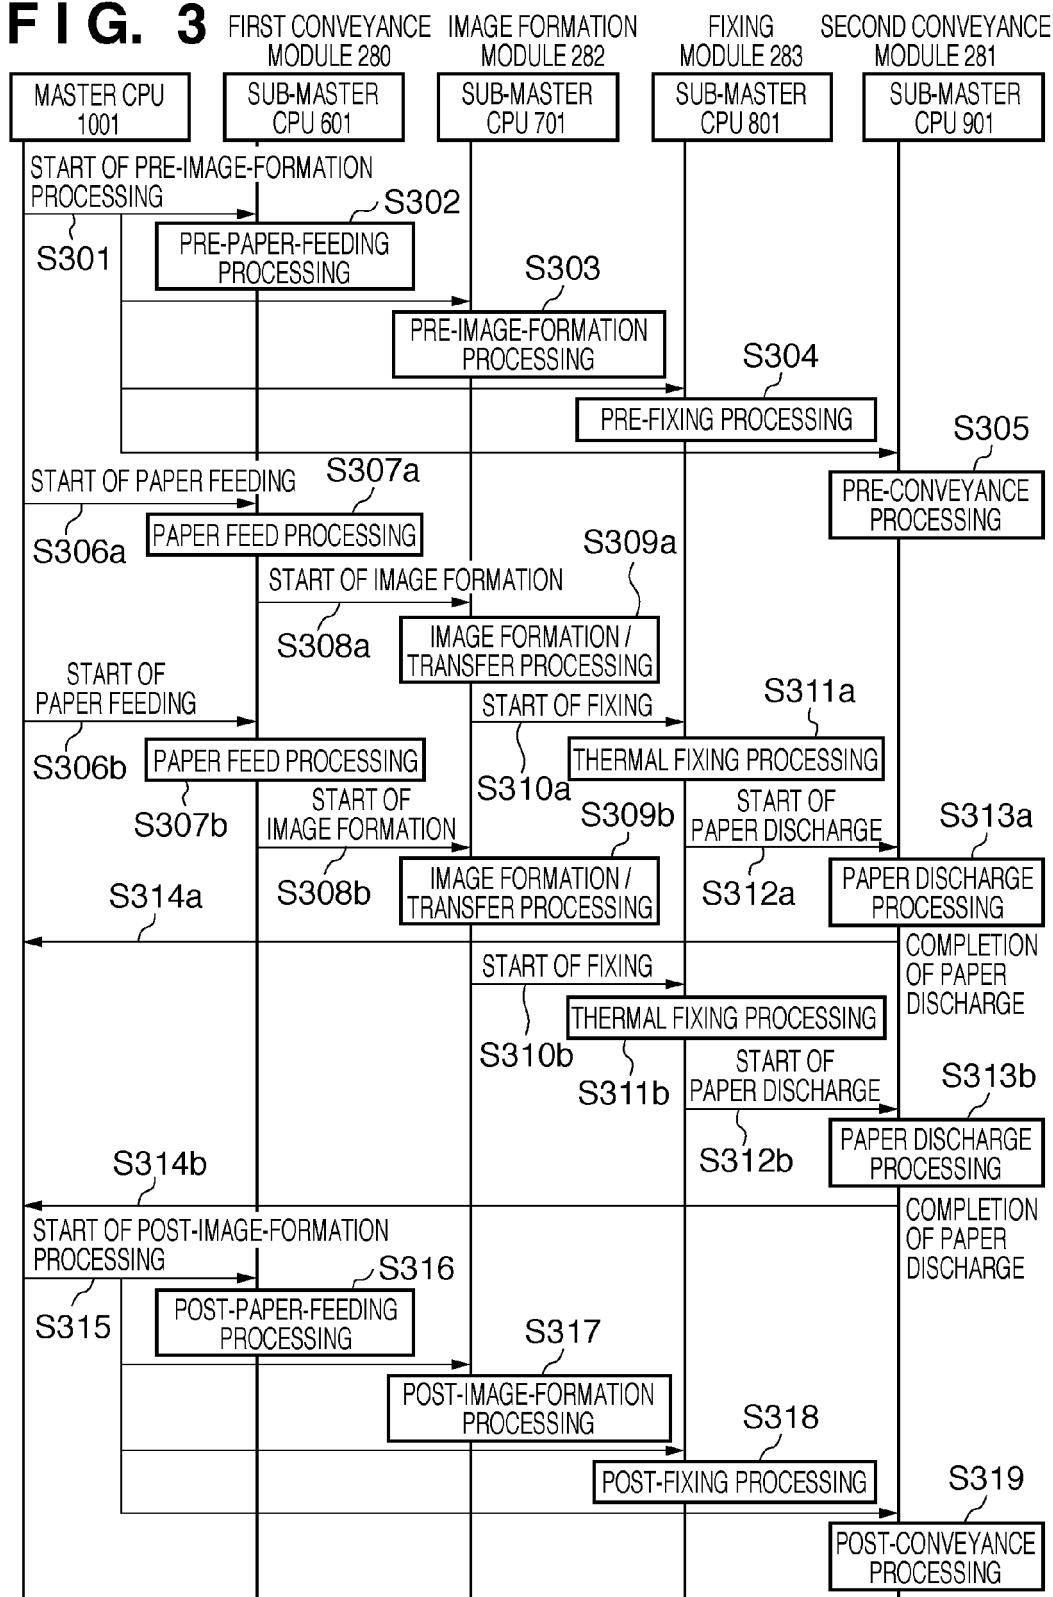 FIG. 3
FIRST CONVEYANCE
MODULE 280
IMAGE FORMATION
MODULE 282
FIXING
MODULE 283
SECOND CONVEYANCE
MODULE 281
MASTER CPU
1001
SUB-MASTER
CPU 601
SUB-MASTER
CPU 701
SUB-MASTER
CPU 801
SUB-MASTER
CPU 901
START OF PRE-IMAGE-FORMATION
PROCESSING
S301
S302
PRE-PAPER-FEEDING
PROCESSING
S303
PRE-IMAGE-FORMATION
PROCESSING
S304
PRE-FIXING PROCESSING
S305
PRE-CONVEYANCE
PROCESSING
START OF PAPER FEEDING
S306a
S307a
PAPER FEED PROCESSING
START OF IMAGE FORMATION
S308a
S309a
IMAGE FORMATION /
TRANSFER PROCESSING
START OF
PAPER FEEDING
S306b
START OF FIXING
S310a
S311a
THERMAL FIXING PROCESSING
PAPER FEED PROCESSING
S307b
START OF
IMAGE FORMATION
S308b
S309b
IMAGE FORMATION /
TRANSFER PROCESSING
START OF
PAPER DISCHARGE
S312a
S313a
PAPER DISCHARGE
PROCESSING
S314a
COMPLETION
OF PAPER
DISCHARGE
START OF FIXING
S310b
THERMAL FIXING PROCESSING
S311b
START OF
PAPER DISCHARGE
S312b
S313b
PAPER DISCHARGE
PROCESSING
S314b
COMPLETION
OF PAPER
DISCHARGE
START OF POST-IMAGE-FORMATION
PROCESSING
S315
S316
POST-PAPER-FEEDING
PROCESSING
S317
POST-IMAGE-FORMATION
PROCESSING
S318
POST-FIXING PROCESSING
S319
POST-CONVEYANCE
PROCESSING